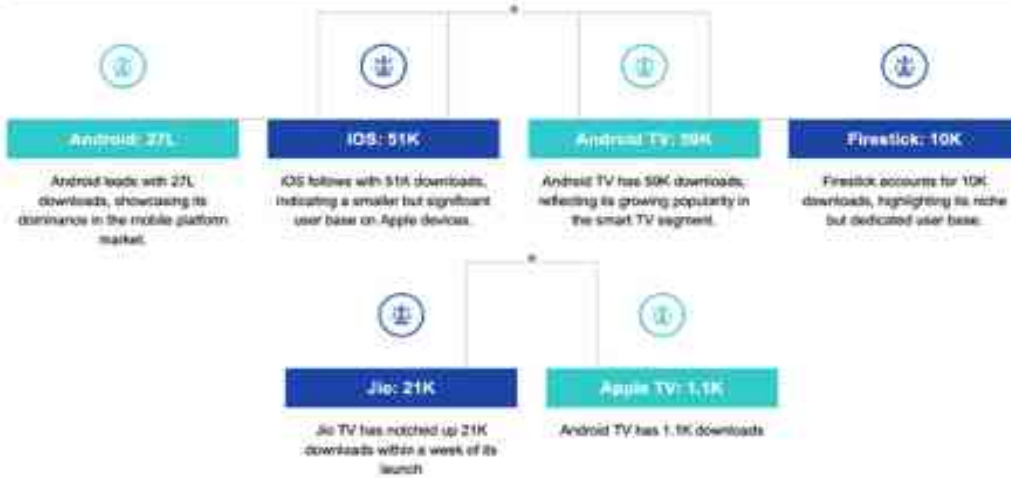 Android: 27L
Android leads with 27L
downloads, showcasing its
dominance in the mobile platform
market.
iOS: 51K
iOS follows with 51K downloads,
indicating a smaller but significant
user base on Apple devices.
Android TV: 59K
Android TV has 59K downloads,
reflecting its growing popularity in
the smart TV segment.
Firestick: 10K
Firestick accounts for 10K
downloads, highlighting its niche
but dedicated user base.
Jio: 21K
Jio TV has notched up 21K
downloads within a week of its
launch
Apple TV: 1.1K
Android TV has 1.1K downloads